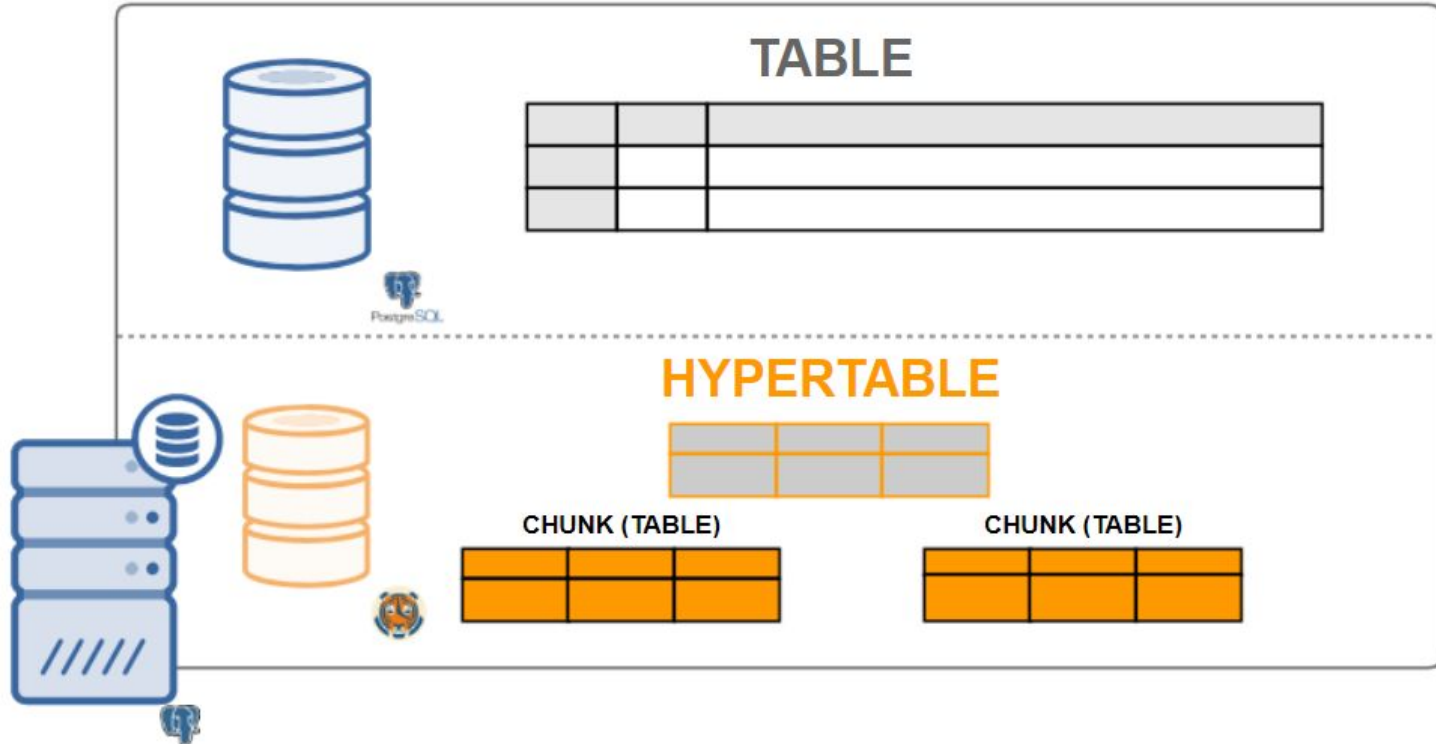 TABLE
PostgreSQL
HYPERTABLE
CHUNK (TABLE)
CHUNK (TABLE)